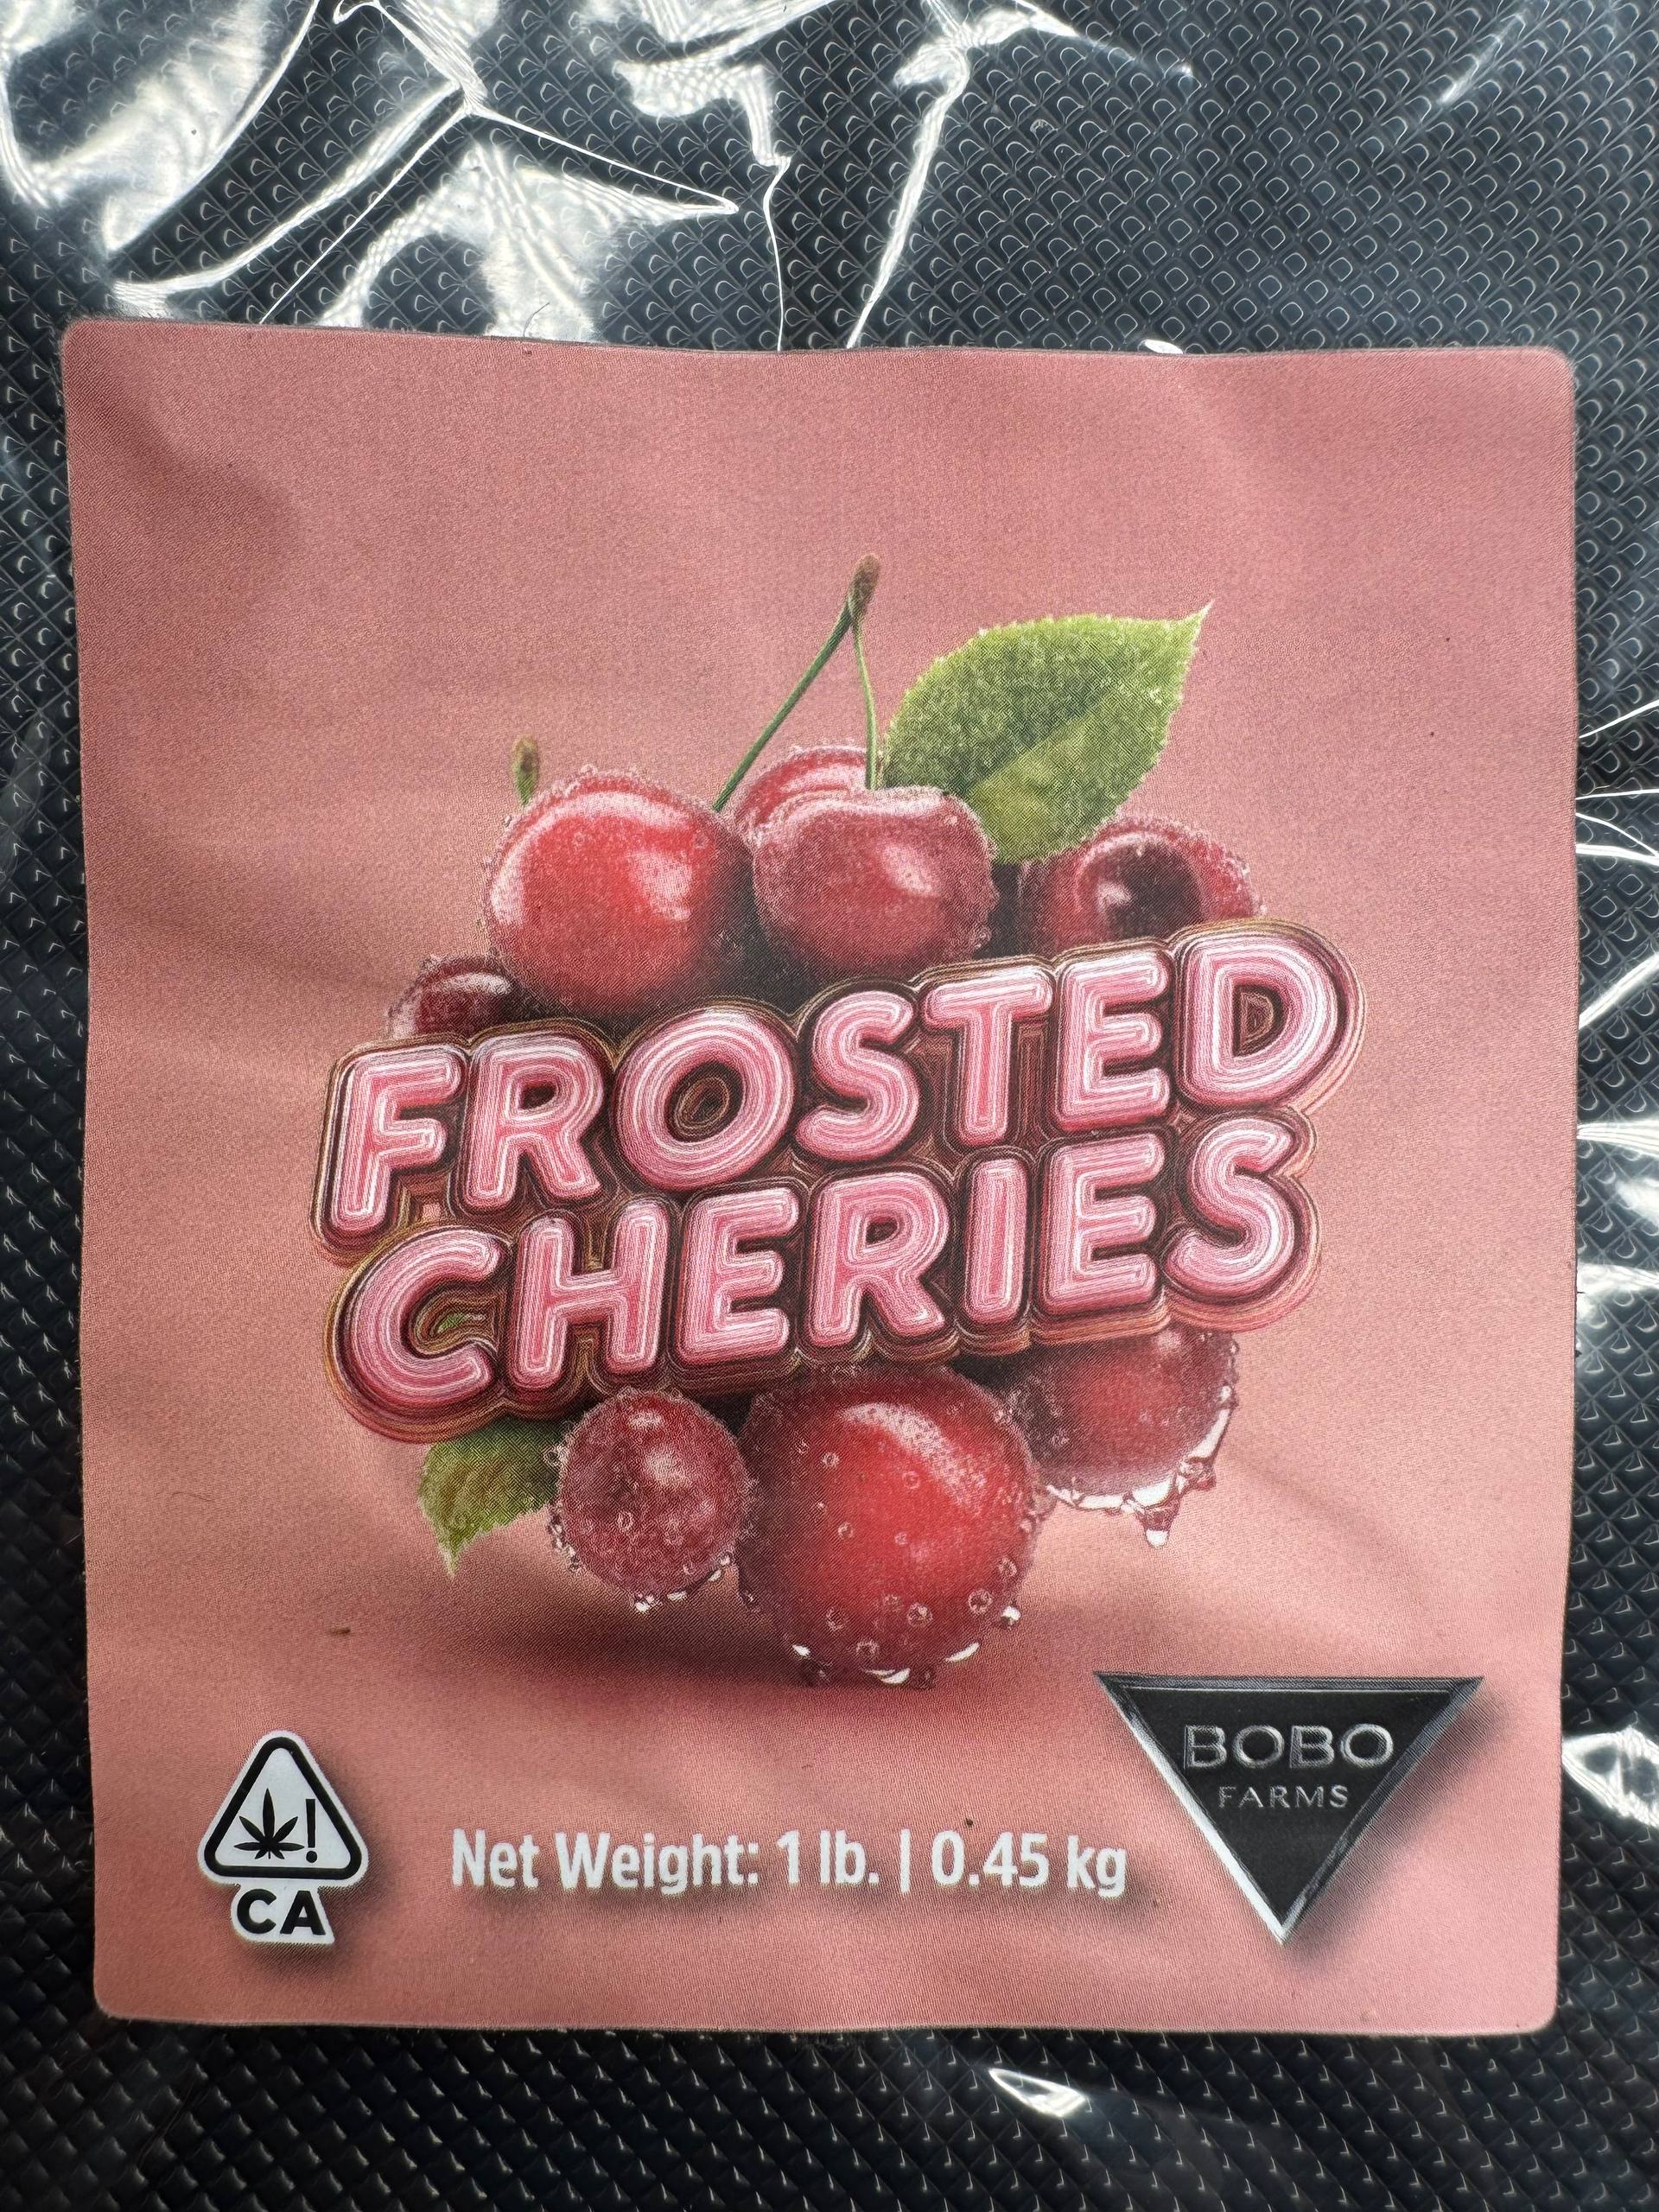 FROSTED
CHERIES
BOBO
FARMS
!
CA
Net Weight: 1 lb. | 0.45 kg